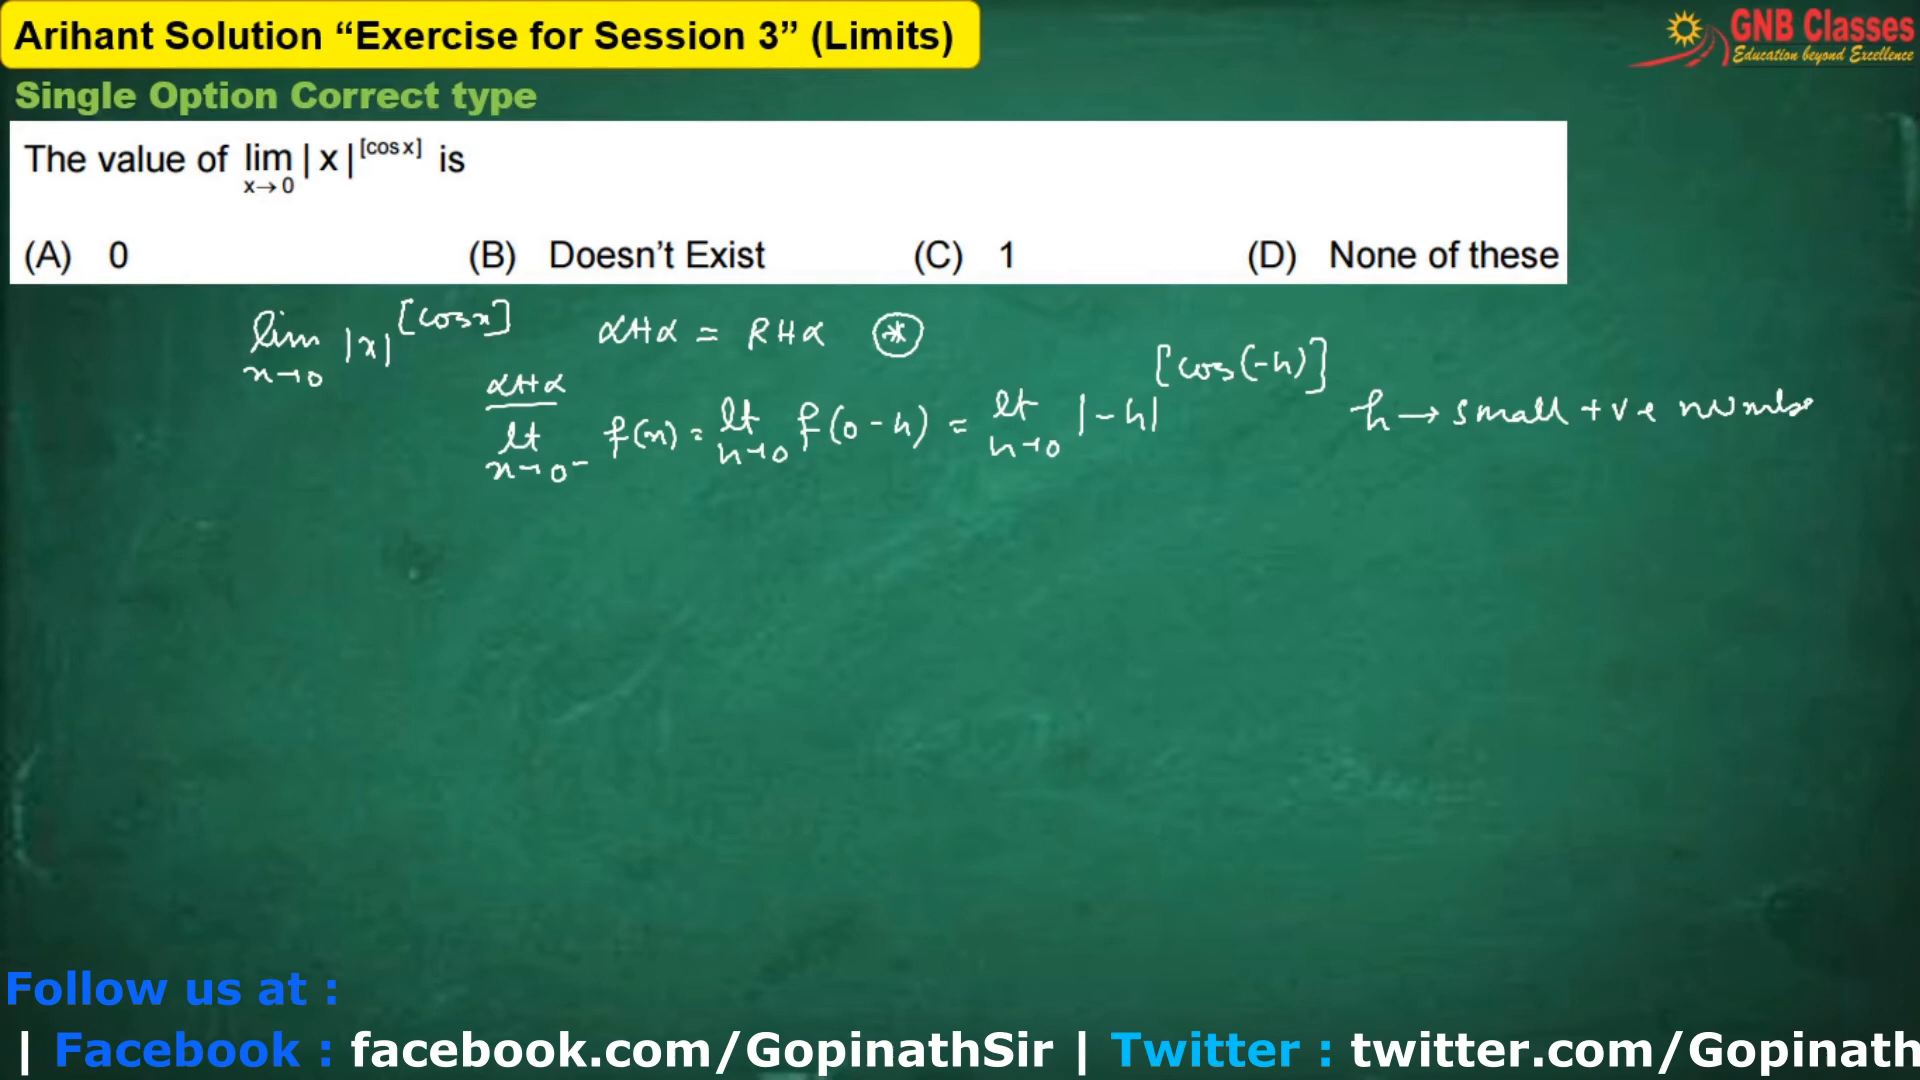 Arihant Solution “Exercise for Session 3” (Limits)
GNB Classes
Education beyond Excellence
Single Option Correct type
The value of lim x→0 |x|^[cos x] is
(A) 0 (B) Doesn’t Exist (C) 1 (D) None of these
lim x→0 |x|^[cosx] LHL = RHL *
LHL
lt x→0- f(x) = lt h→0 f(0-h) = lt h→0 |-h|^[cos(-h)] h → small +ve number
Follow us at :
| Facebook : facebook.com/GopinathSir | Twitter : twitter.com/Gopinath